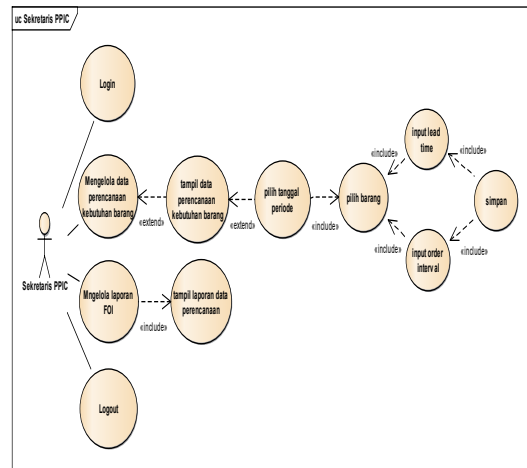 uc Sekretaris PPIC
Login
Mengelola data
perencanaan
kebutuhan barang
«extend»
tampil data
perencanaan
kebutuhan barang
«extend»
pilih tanggal
periode
«include»
pilih barang
«include»
input lead
time
«include»
simpan
«include»
input order
interval
«include»
Sekretaris PPIC
Mngelola laporan
FOI
«include»
tampil laporan data
perencanaan
Logout